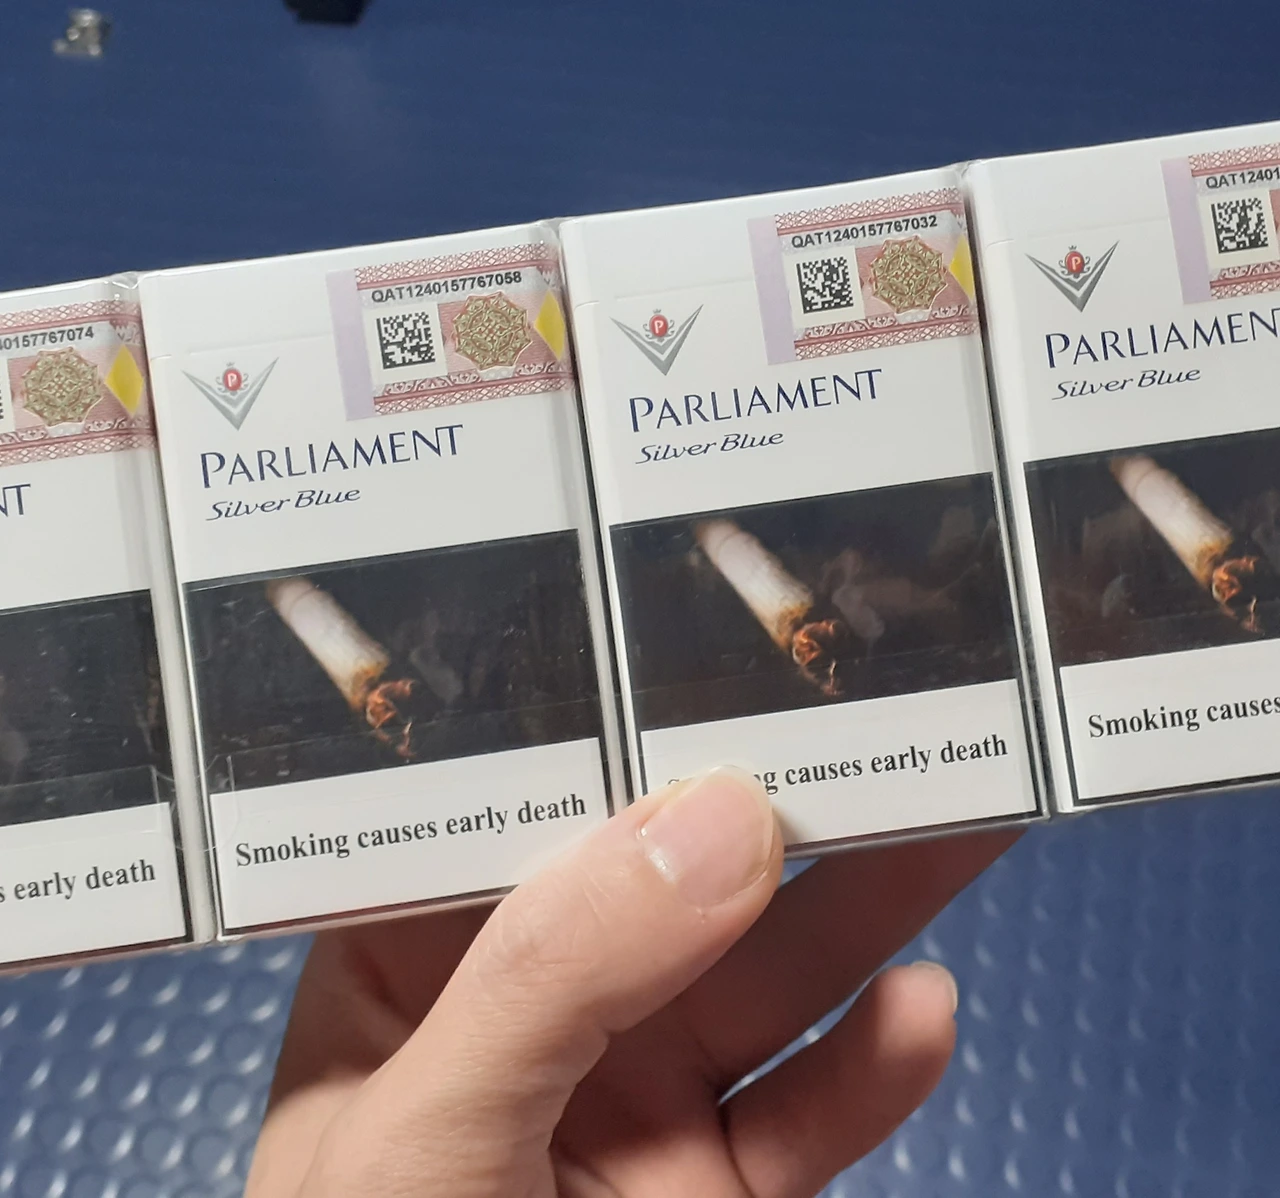 40157767074
NT
s early death
QAT1240157767058
P
PARLIAMENT
Silver Blue
Smoking causes early death
QAT1240157767032
P
PARLIAMENT
Silver Blue
causes early death
QAT12401
P
PARLIAMEN
Silver Blue
Smoking causes